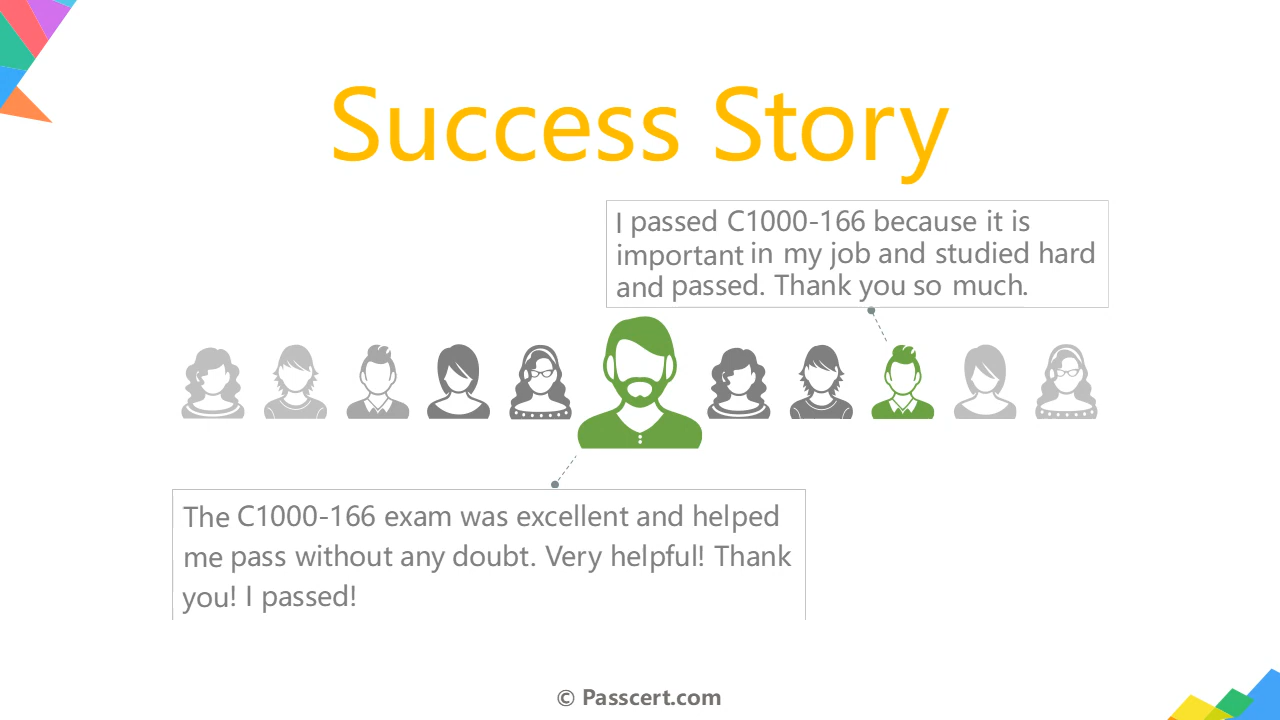 Success Story
I passed C1000-166 because it is
important in my job and studied hard
and passed. Thank you so much.
The C1000-166 exam was excellent and helped
me pass without any doubt. Very helpful! Thank
you! I passed!
© Passcert.com